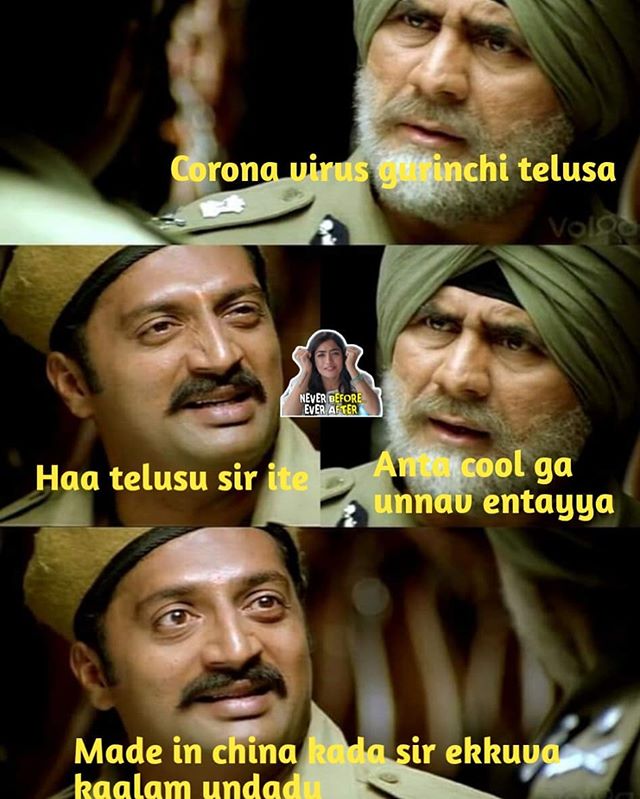 Corona virus gurinchi telusa
Haa telusu sir ite
NEVER BEFORE
EVER AFTER
Anta cool ga
unnav entayya
Made in china kada sir ekkuva
kaalam undadu